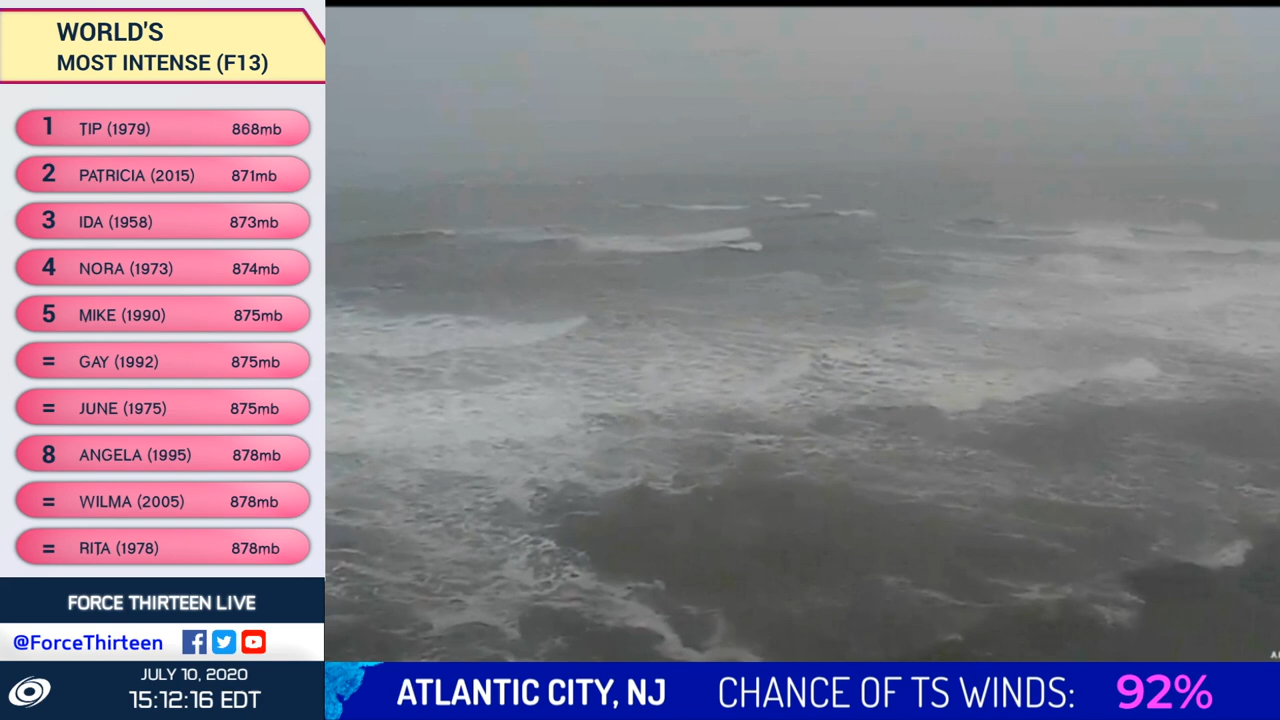 WORLD'S
MOST INTENSE (F13)
1 TIP (1979) 868mb
2 PATRICIA (2015) 871mb
3 IDA (1958) 873mb
4 NORA (1973) 874mb
5 MIKE (1990) 875mb
= GAY (1992) 875mb
= JUNE (1975) 875mb
8 ANGELA (1995) 878mb
= WILMA (2005) 878mb
= RITA (1978) 878mb
FORCE THIRTEEN LIVE
@ForceThirteen
JULY 10, 2020
15:12:16 EDT
ATLANTIC CITY, NJ CHANCE OF TS WINDS: 92%